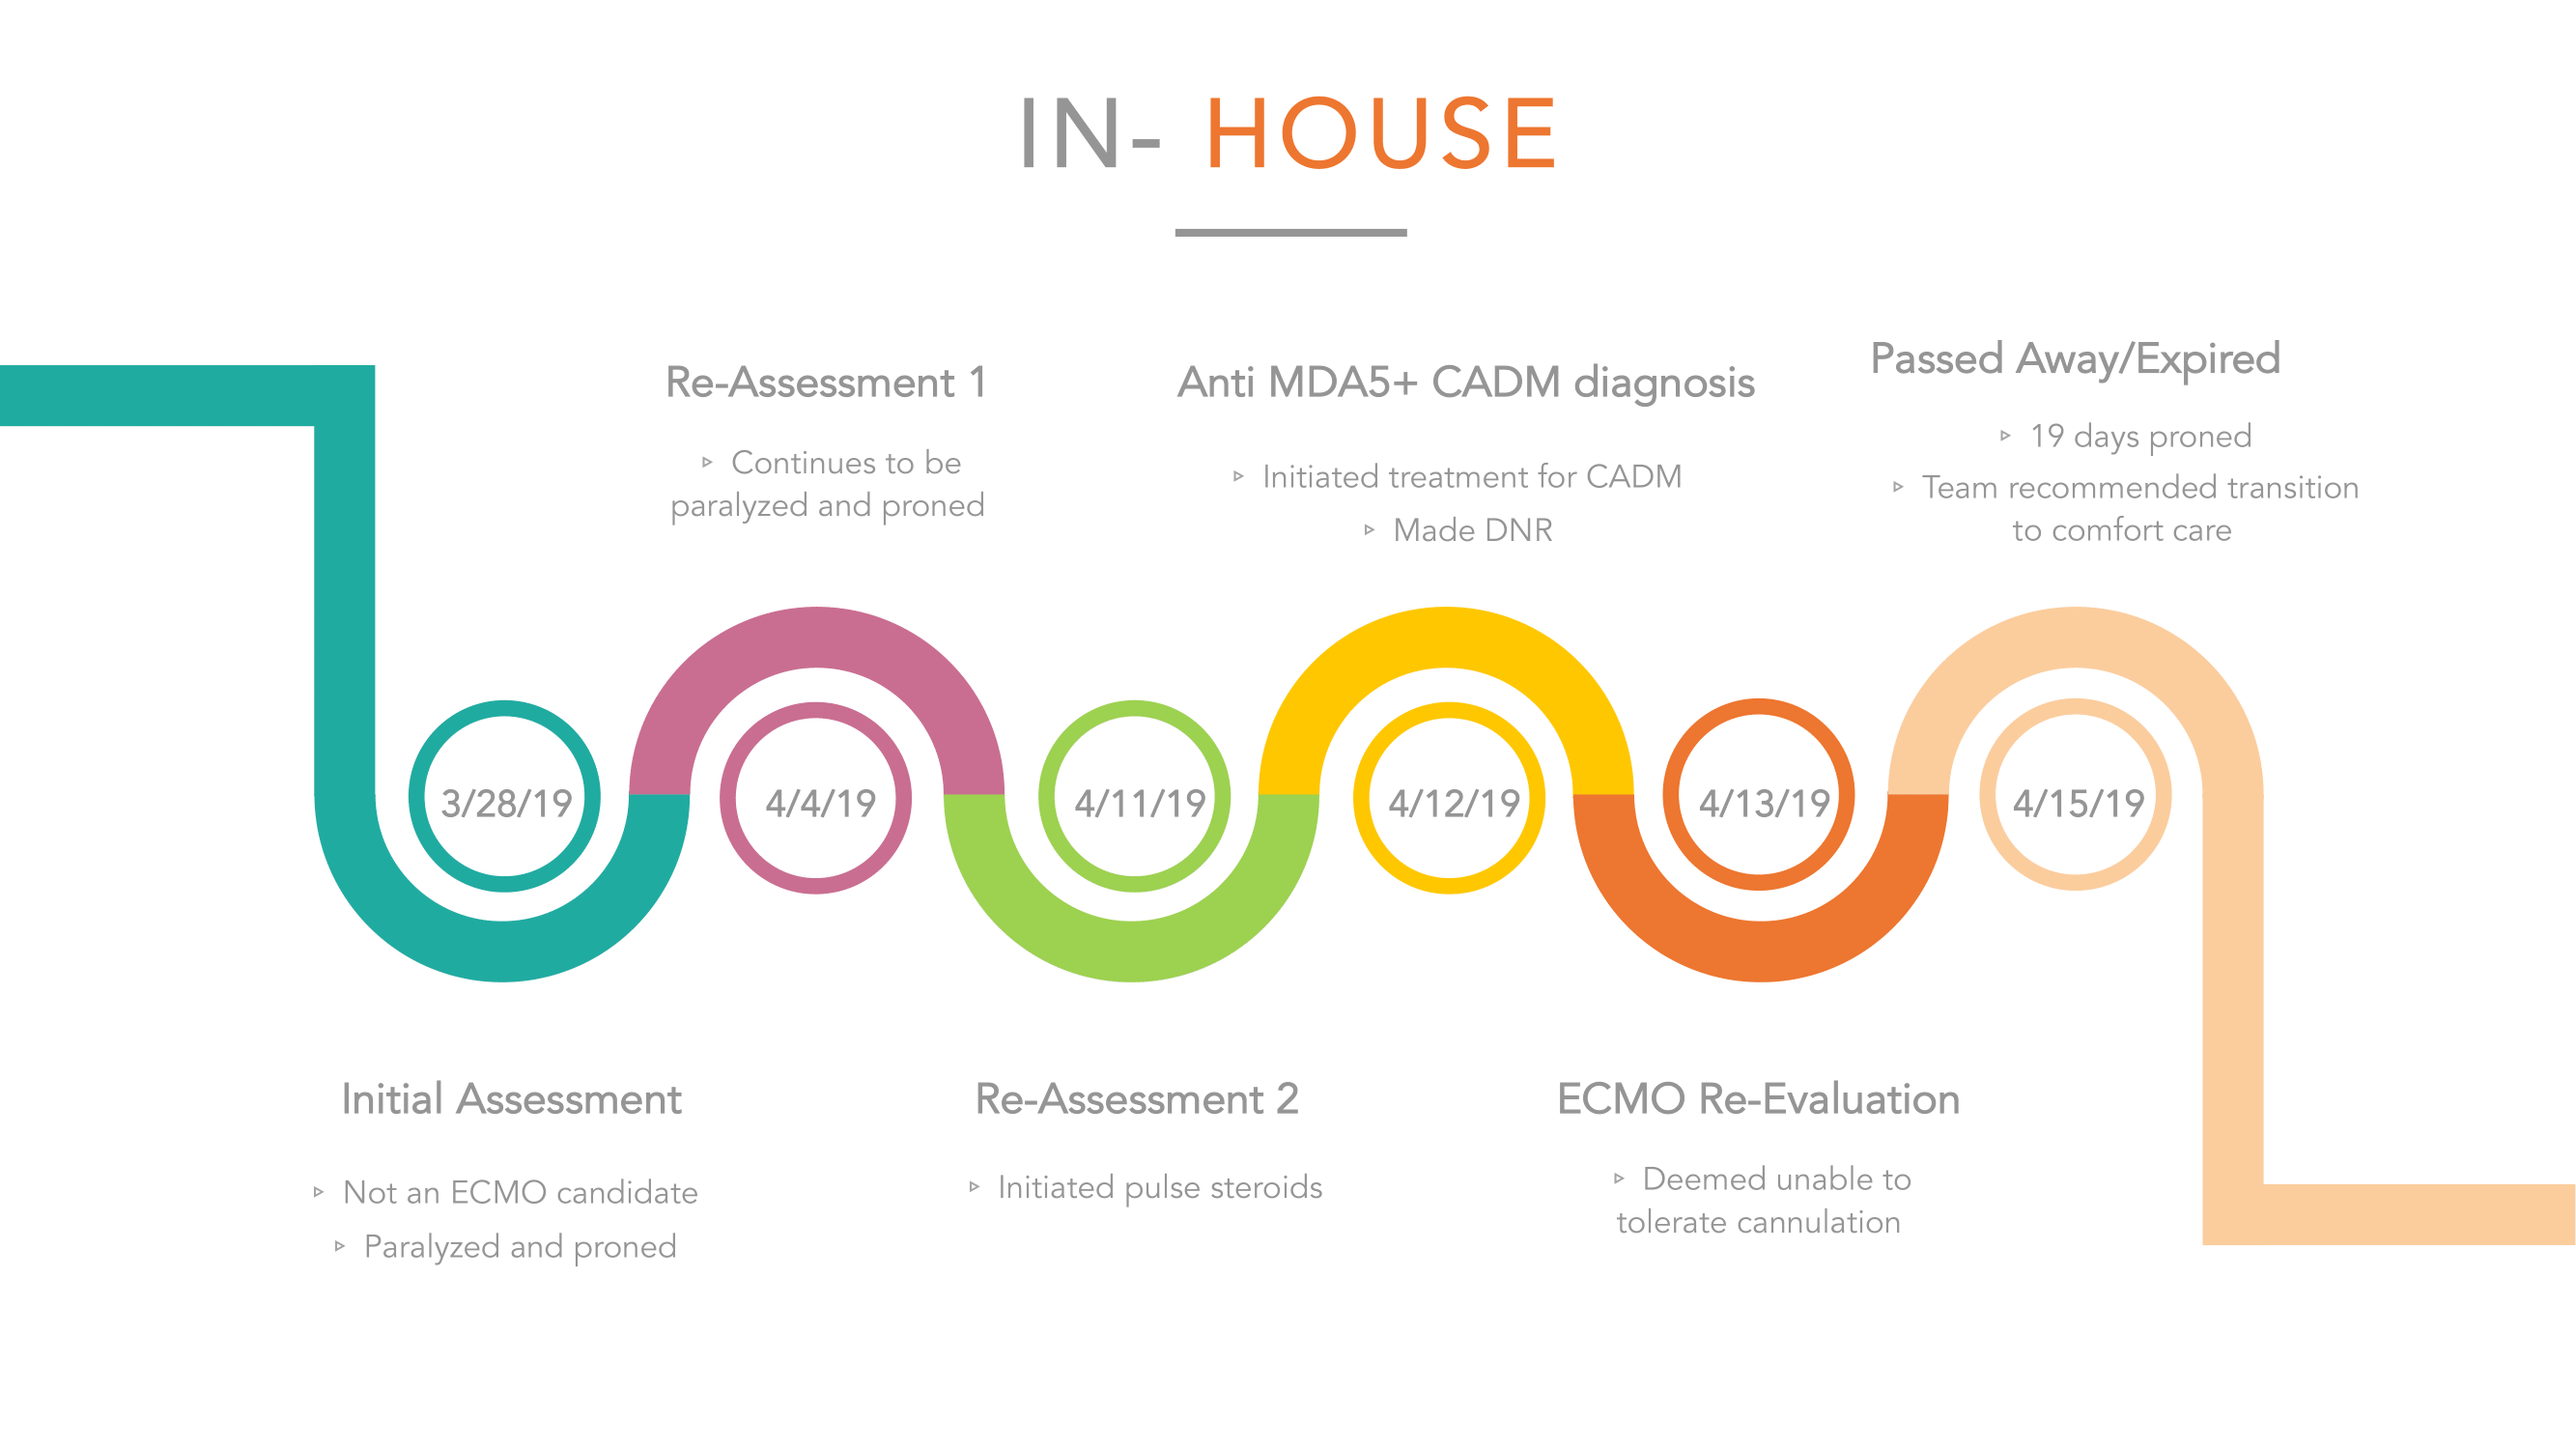 IN- HOUSE
3/28/19
Initial Assessment
▹ Not an ECMO candidate
▹ Paralyzed and proned
Re-Assessment 1
▹ Continues to be
paralyzed and proned
4/4/19
4/11/19
Re-Assessment 2
▹ Initiated pulse steroids
Anti MDA5+ CADM diagnosis
▹ Initiated treatment for CADM
▹ Made DNR
4/12/19
4/13/19
ECMO Re-Evaluation
▹ Deemed unable to
tolerate cannulation
Passed Away/Expired
▹ 19 days proned
▹ Team recommended transition
to comfort care
4/15/19